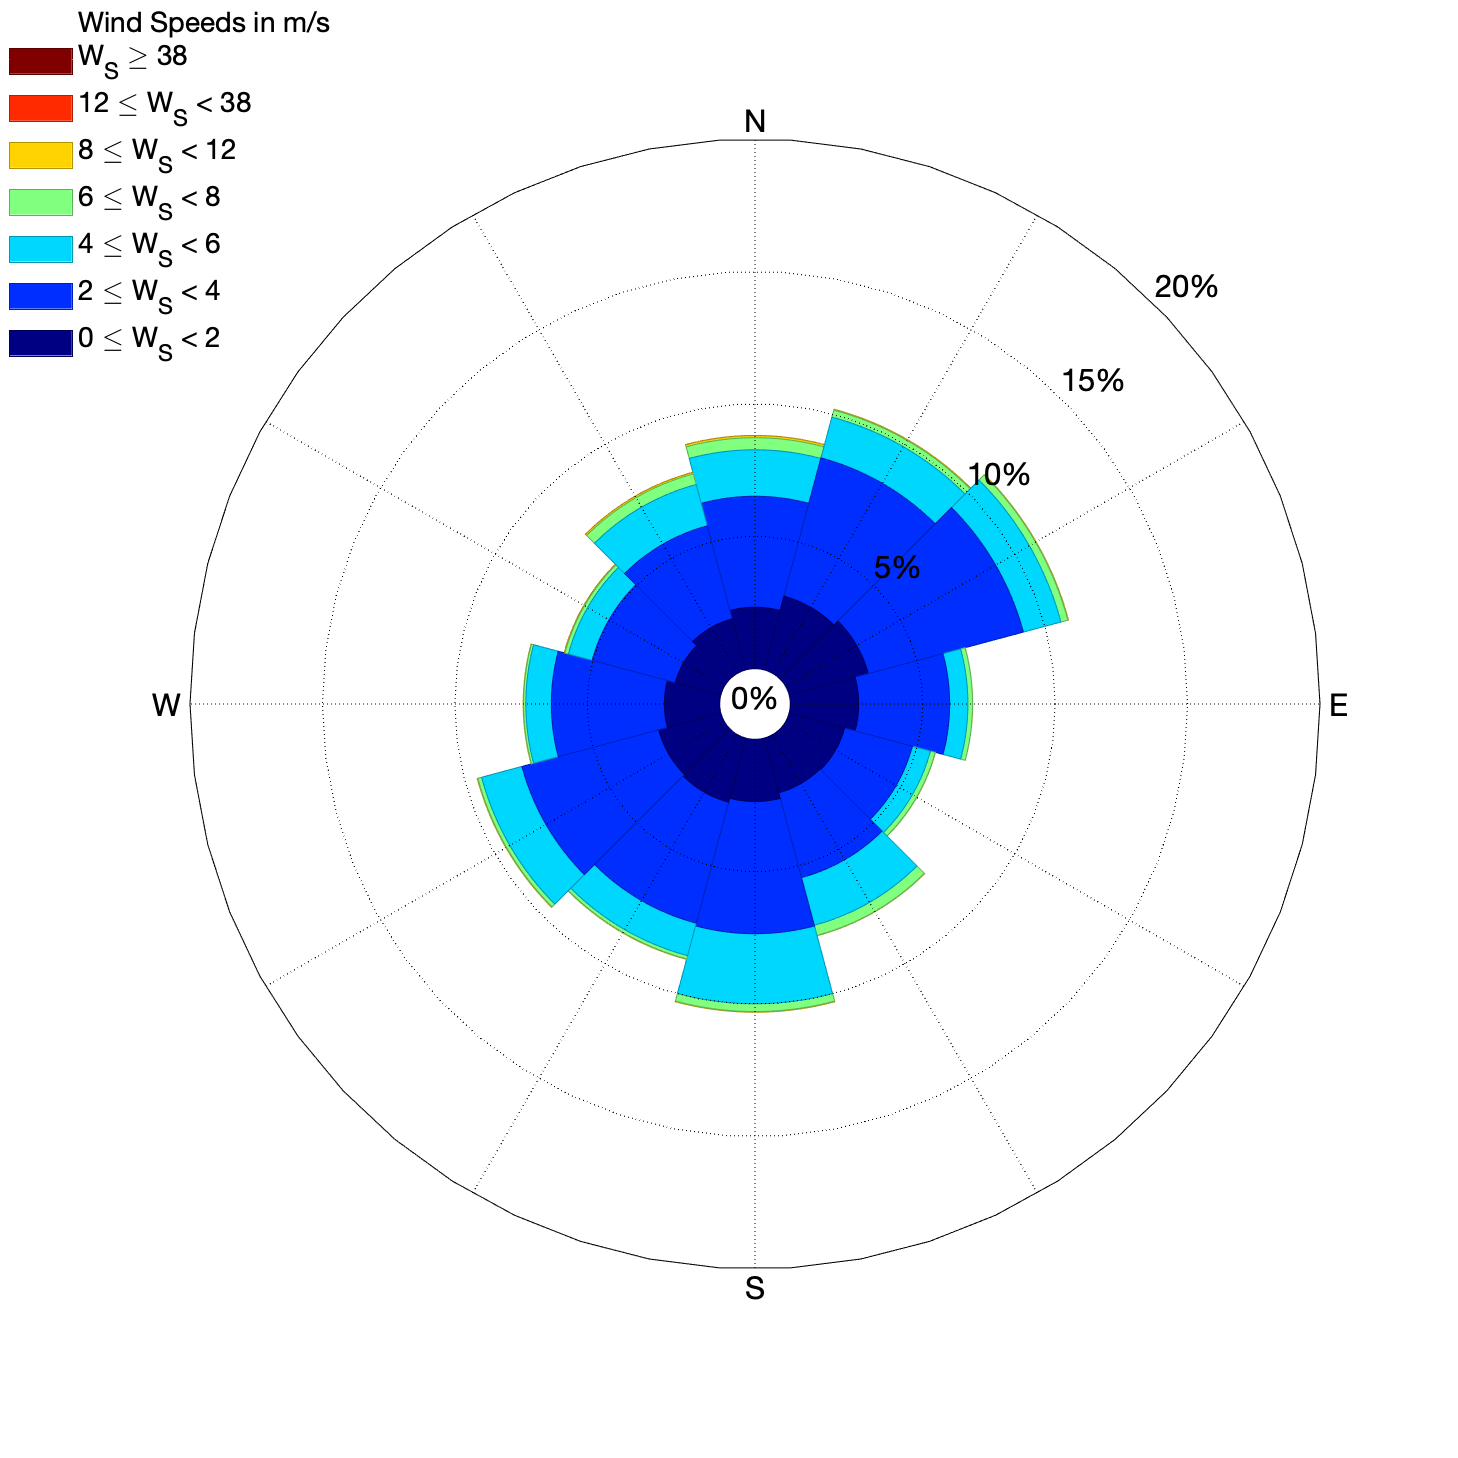 Wind Speeds in m/s
W_S ≥ 38
12 ≤ W_S < 38
8 ≤ W_S < 12
6 ≤ W_S < 8
4 ≤ W_S < 6
2 ≤ W_S < 4
0 ≤ W_S < 2
N
20%
15%
10%
5%
0%
W
E
S